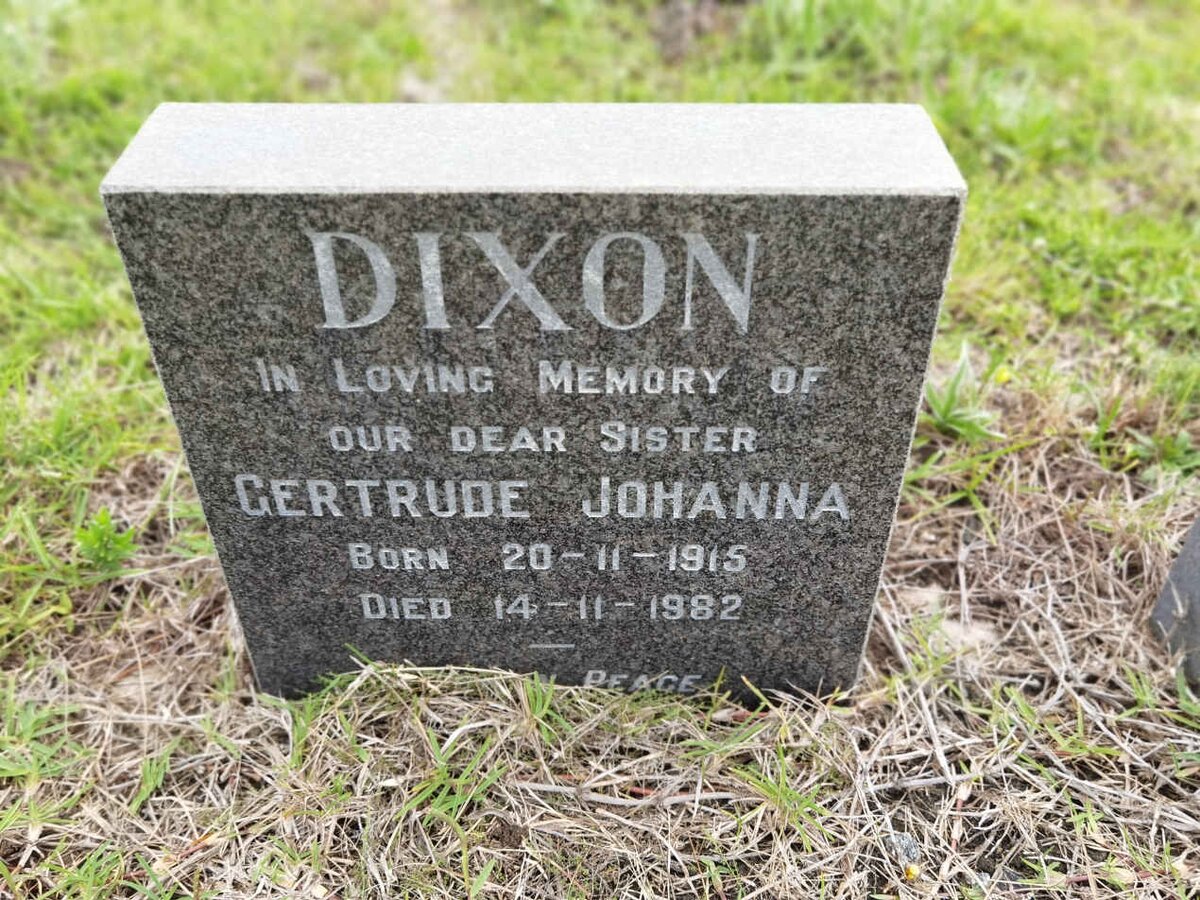 DIXON
IN LOVING MEMORY OF
OUR DEAR SISTER
GERTRUDE JOHANNA
BORN 20-11-1915
DIED 14-11-1982
—
PEACE